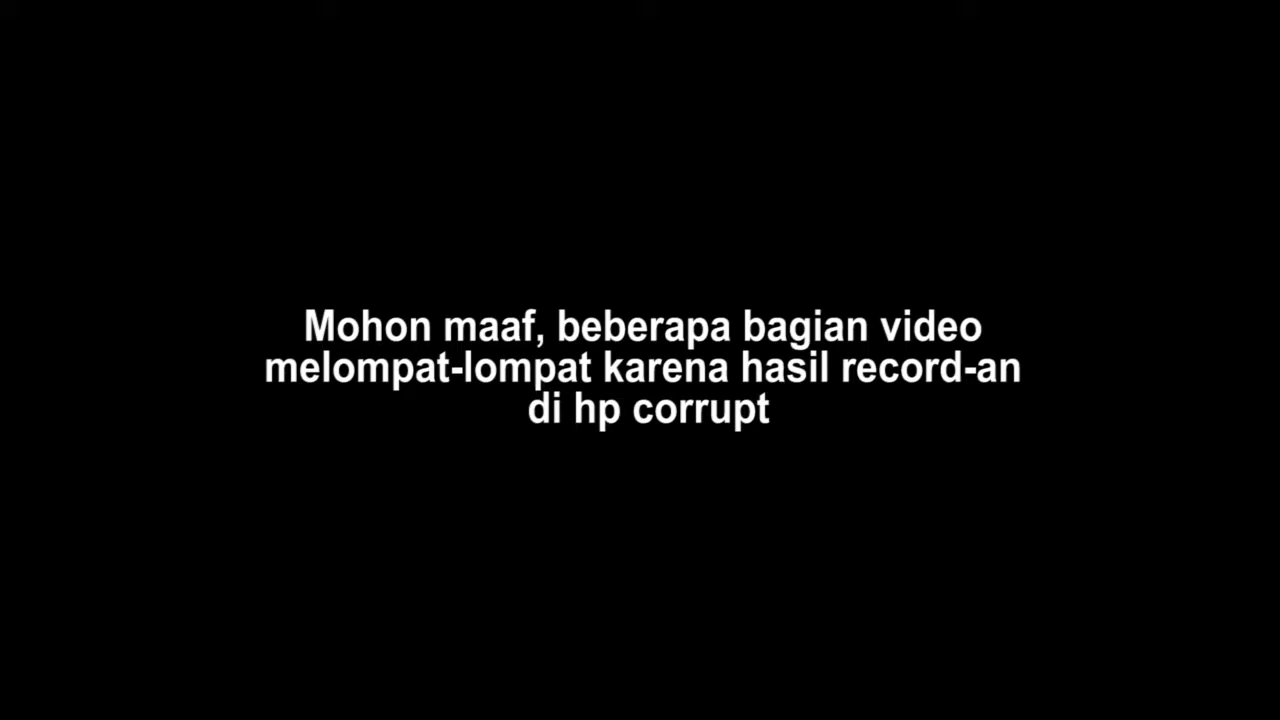 Mohon maaf, beberapa bagian video
melompat-lompat karena hasil record-an
di hp corrupt